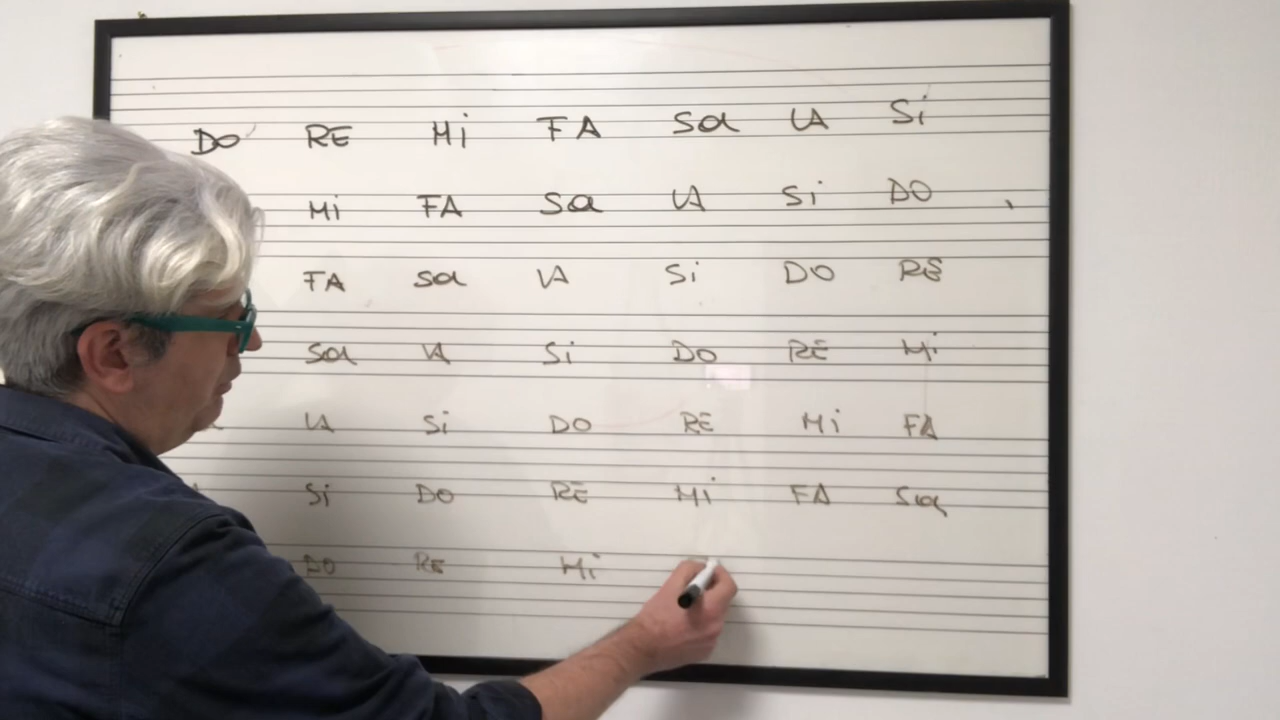 DO RE Mi FA Sol LA Si
Mi FA Sol LA Si DO
FA Sol LA Si DO RE
Sol LA Si DO RE Mi
LA Si DO RE Mi FA
Si DO RE Mi FA Sol
DO RE Mi